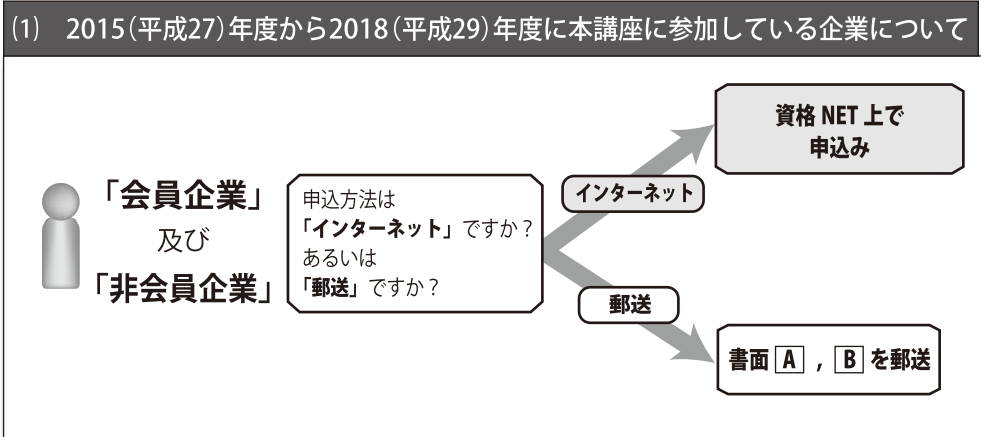 (1) 2015(平成27)年度から2018(平成29)年度に本講座に参加している企業について
「会員企業」
及び
「非会員企業」
申込方法は
「インターネット」ですか？
あるいは
「郵送」ですか？
インターネット
資格 NET 上で
申込み
郵送
書面 A , B を郵送